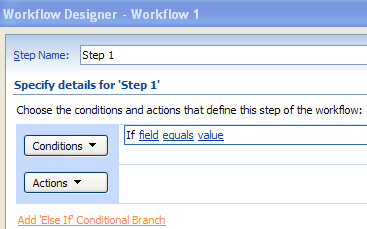 Workflow Designer - Workflow 1
Step Name: Step 1
Specify details for 'Step 1'
Choose the conditions and actions that define this step of the workflow:
Conditions If field equals value
Actions
Add 'Else If' Conditional Branch